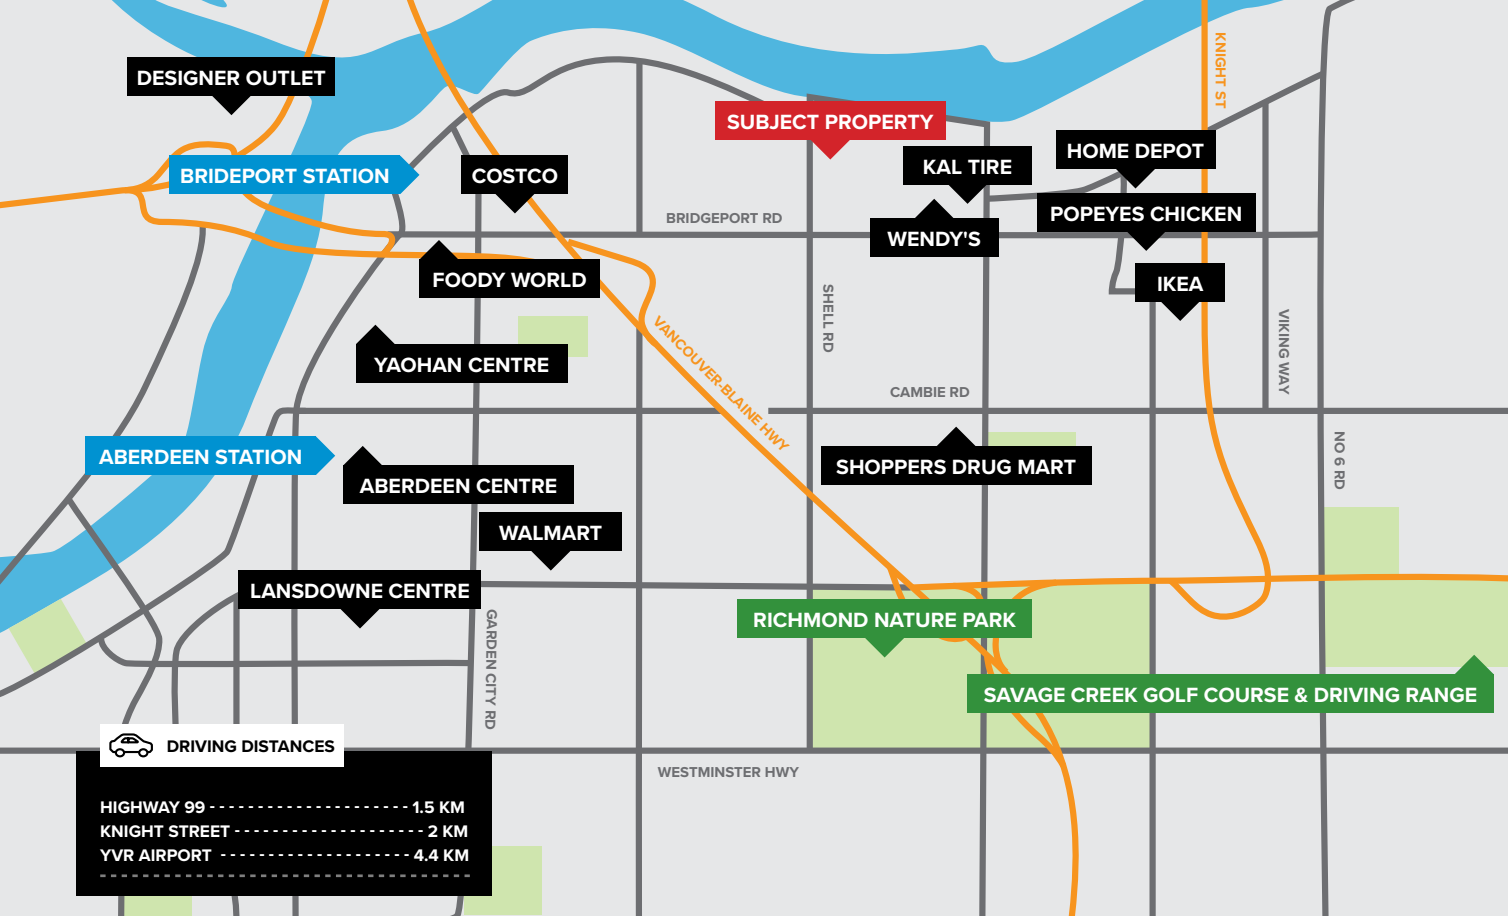 KNIGHT ST
DESIGNER OUTLET
SUBJECT PROPERTY
HOME DEPOT
KAL TIRE
BRIDEPORT STATION
COSTCO
POPEYES CHICKEN
BRIDGEPORT RD
WENDY'S
FOODY WORLD
IKEA
SHELL RD
VANCOUVER-BLAINE HWY
VIKING WAY
YAOHAN CENTRE
CAMBIE RD
NO 6 RD
ABERDEEN STATION
SHOPPERS DRUG MART
ABERDEEN CENTRE
WALMART
LANSDOWNE CENTRE
RICHMOND NATURE PARK
GARDEN CITY RD
SAVAGE CREEK GOLF COURSE & DRIVING RANGE
DRIVING DISTANCES
WESTMINSTER HWY
HIGHWAY 99 - - - - - - - - - - - - - - - - - - - - - 1.5 KM
KNIGHT STREET - - - - - - - - - - - - - - - - - - - - 2 KM
YVR AIRPORT - - - - - - - - - - - - - - - - - - - - 4.4 KM